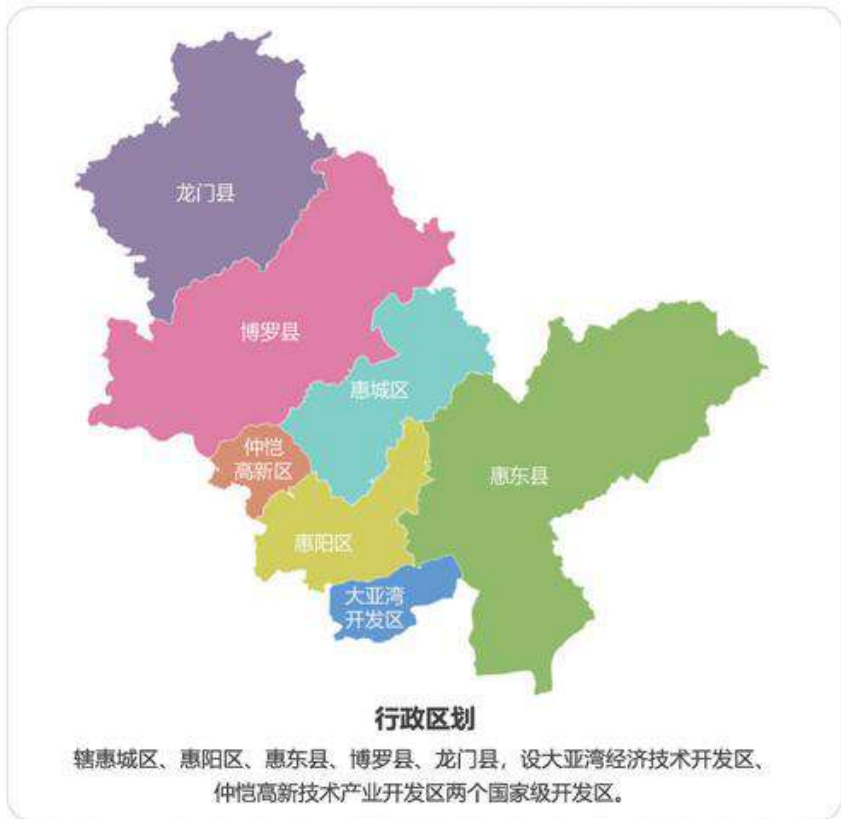 龙门县
博罗县
惠城区
仲恺
高新区
惠东县
惠阳区
大亚湾
开发区
行政区划
辖惠城区、惠阳区、惠东县、博罗县、龙门县，设大亚湾经济技术开发区、
仲恺高新技术产业开发区两个国家级开发区。